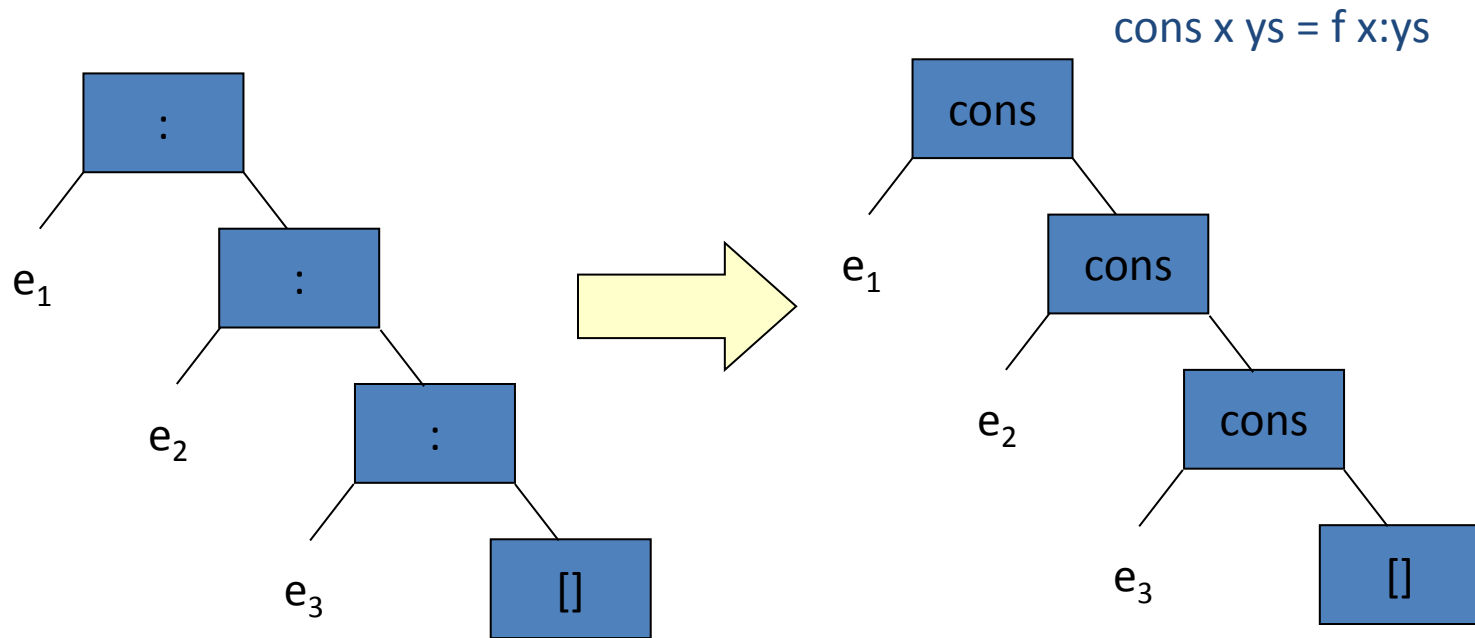 cons x ys = f x:ys
:
e₁
:
e₂
:
e₃
[]
cons
e₁
cons
e₂
cons
e₃
[]